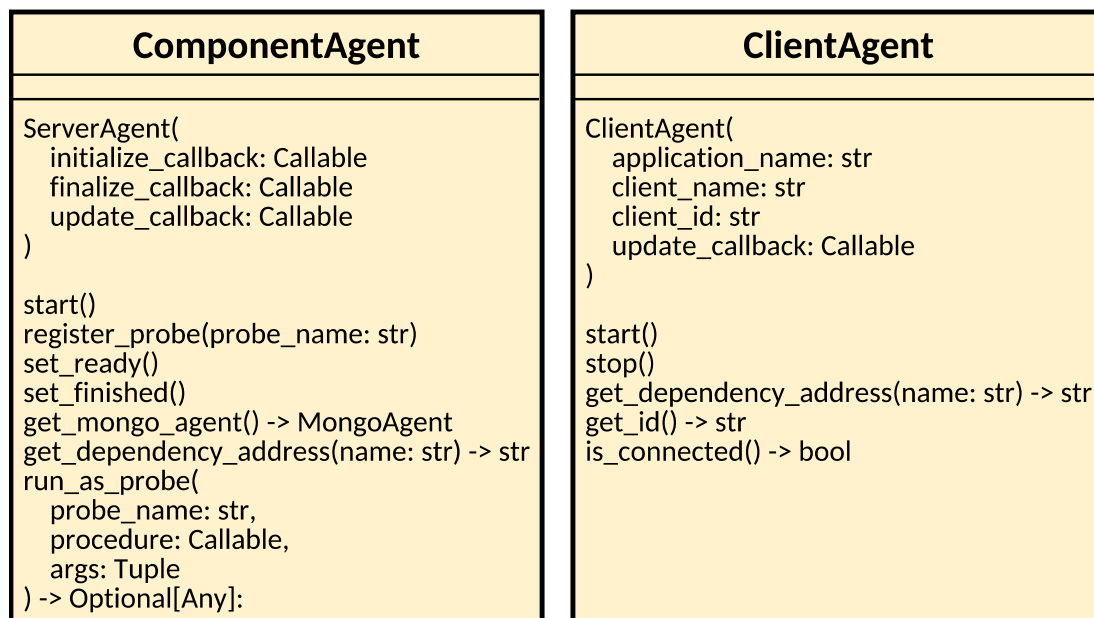 ComponentAgent
ServerAgent(
initialize_callback: Callable
finalize_callback: Callable
update_callback: Callable
)
start()
register_probe(probe_name: str)
set_ready()
set_finished()
get_mongo_agent() -> MongoAgent
get_dependency_address(name: str) -> str
run_as_probe(
probe_name: str,
procedure: Callable,
args: Tuple
) -> Optional[Any]:
ClientAgent
ClientAgent(
application_name: str
client_name: str
client_id: str
update_callback: Callable
)
start()
stop()
get_dependency_address(name: str) -> str
get_id() -> str
is_connected() -> bool